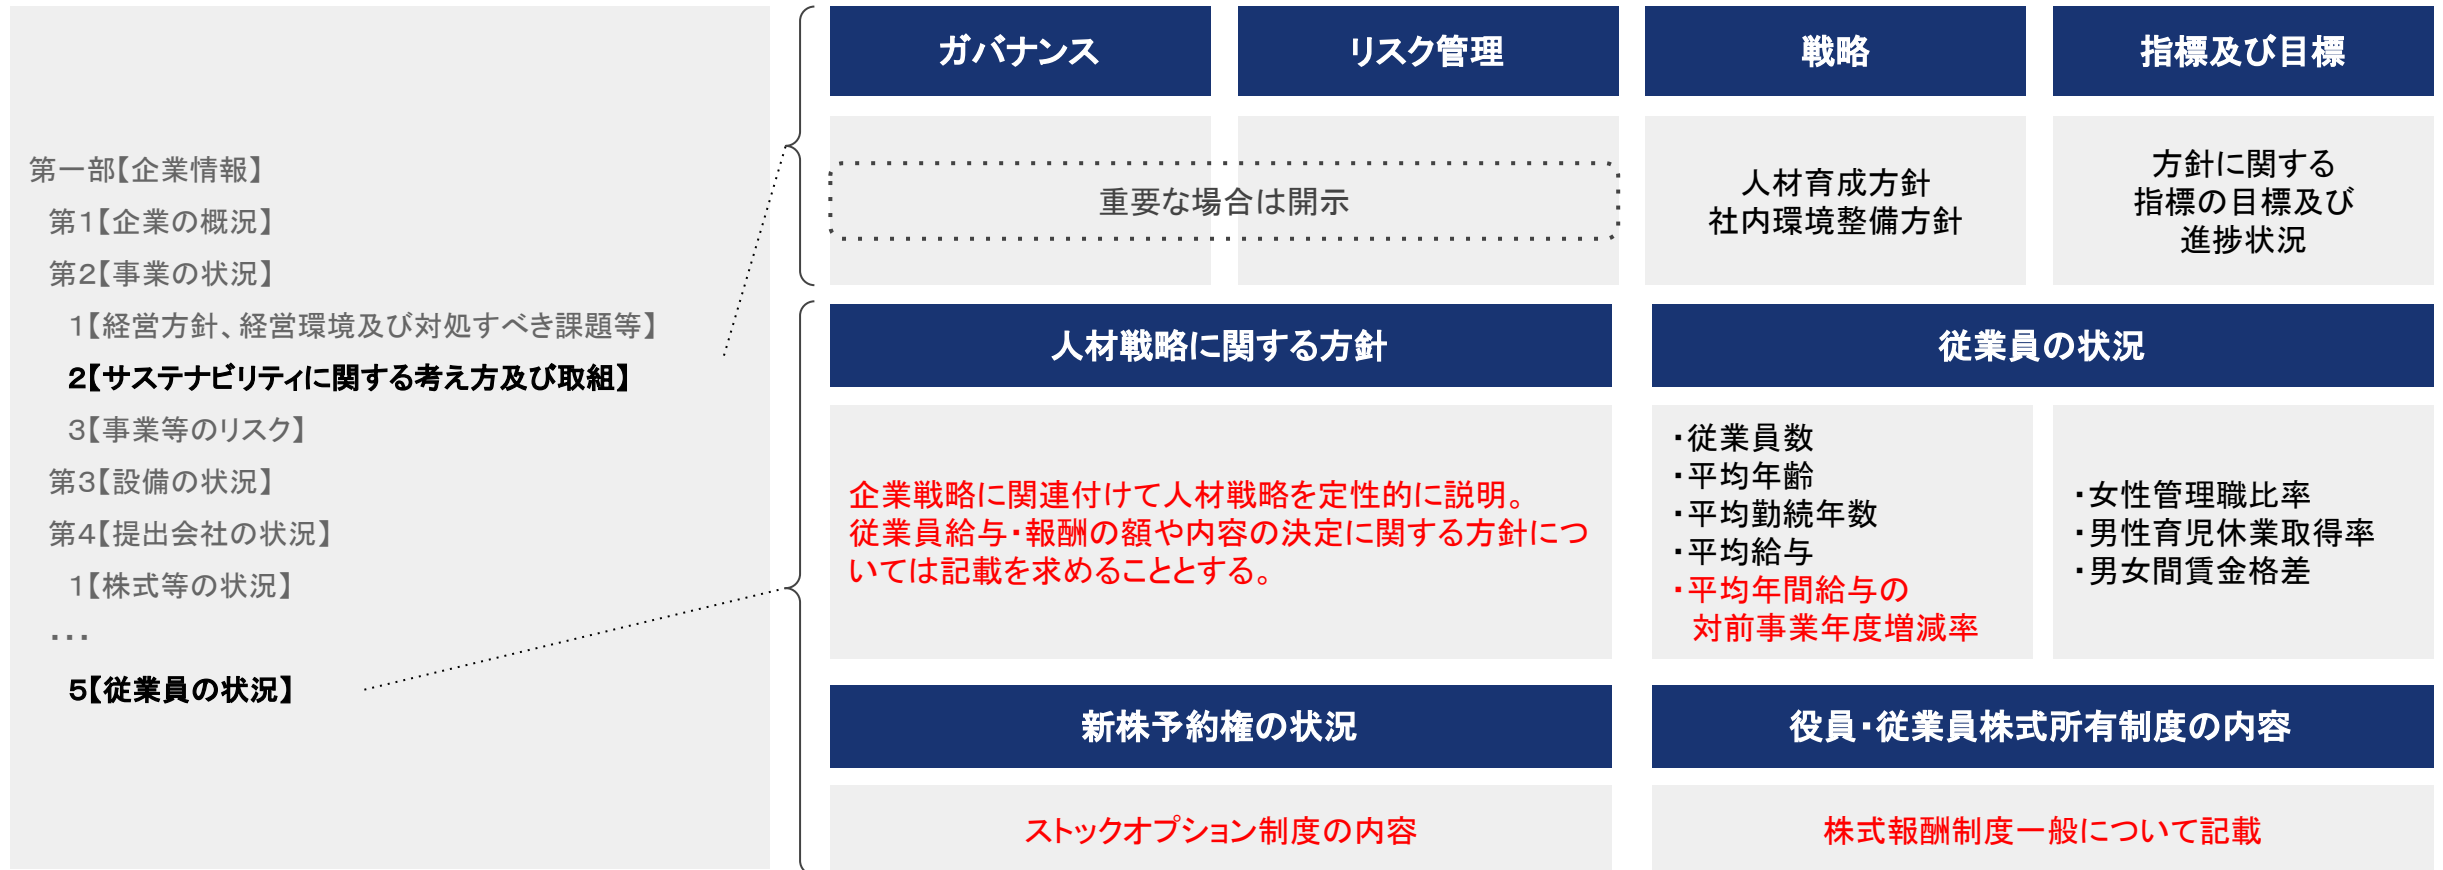 第一部【企業情報】
第1【企業の概況】
第2【事業の状況】
1【経営方針、経営環境及び対処すべき課題等】
2【サステナビリティに関する考え方及び取組】
3【事業等のリスク】
第3【設備の状況】
第4【提出会社の状況】
1【株式等の状況】
・・・
5【従業員の状況】
ガバナンス
リスク管理
戦略
指標及び目標
重要な場合は開示
人材育成方針
社内環境整備方針
方針に関する
指標の目標及び
進捗状況
人材戦略に関する方針
従業員の状況
企業戦略に関連付けて人材戦略を定性的に説明。
従業員給与・報酬の額や内容の決定に関する方針につ
いては記載を求めることとする。
・従業員数
・平均年齢
・平均勤続年数
・平均給与
・平均年間給与の
対前事業年度増減率
・女性管理職比率
・男性育児休業取得率
・男女間賃金格差
新株予約権の状況
役員・従業員株式所有制度の内容
ストックオプション制度の内容
株式報酬制度一般について記載